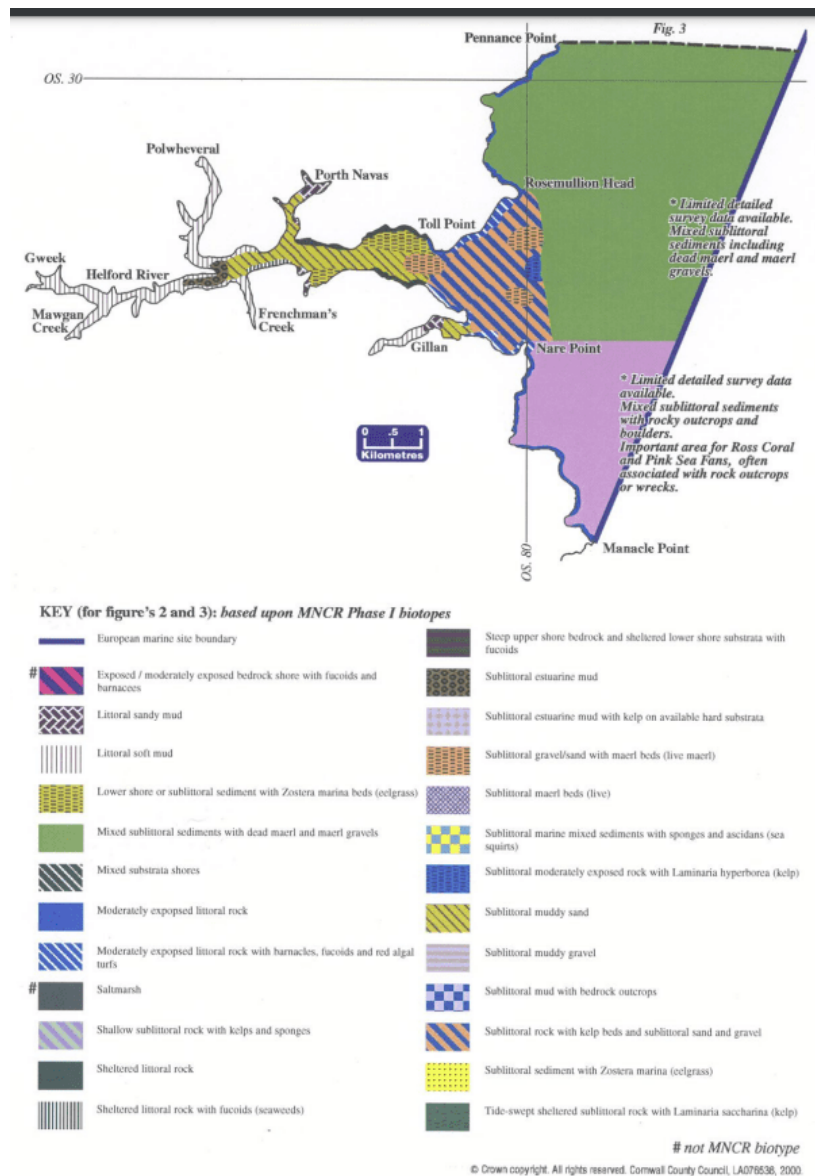 Pennance Point
Fig. 3
OS. 30
Polwheveral
Porth Navas
Rosemullion Head
* Limited detailed
survey data available.
Mixed sublittoral
sediments including
dead maerl and maerl
gravels.
Toll Point
Gweek
Helford River
Mawgan
Creek
Frenchman's
Creek
Gillan
Nare Point
* Limited detailed survey data
available.
Mixed sublittoral sediments
with rocky outcrops and
boulders.
Important area for Ross Coral
and Pink Sea Fans, often
associated with rock outcrops
or wrecks.
0 .5 1
Kilometres
OS. 80
Manacle Point
KEY (for figure's 2 and 3): based upon MNCR Phase I biotopes
European marine site boundary
# Exposed / moderately exposed bedrock shore with fucoids and
barnacees
Littoral sandy mud
Littoral soft mud
Lower shore or sublittoral sediment with Zostera marina beds (eelgrass)
Mixed sublittoral sediments with dead maerl and maerl gravels
Mixed substrata shores
Moderately expopsed littoral rock
Moderately expopsed littoral rock with barnacles, fucoids and red algal
turfs
# Saltmarsh
Shallow sublittoral rock with kelps and sponges
Sheltered littoral rock
Sheltered littoral rock with fucoids (seaweeds)
Steep upper shore bedrock and sheltered lower shore substrata with
fucoids
Sublittoral estuarine mud
Sublittoral estuarine mud with kelp on available hard substrata
Sublittoral gravel/sand with maerl beds (live maerl)
Sublittoral maerl beds (live)
Sublittoral marine mixed sediments with sponges and ascidans (sea
squirts)
Sublittoral moderately exposed rock with Laminaria hyperborea (kelp)
Sublittoral muddy sand
Sublittoral muddy gravel
Sublittoral mud with bedrock outcrops
Sublittoral rock with kelp beds and sublittoral sand and gravel
Sublittoral sediment with Zostera marina (eelgrass)
Tide-swept sheltered sublittoral rock with Laminaria saccharina (kelp)
# not MNCR biotype
© Crown copyright. All rights reserved. Cornwall County Council, LA076538, 2000.